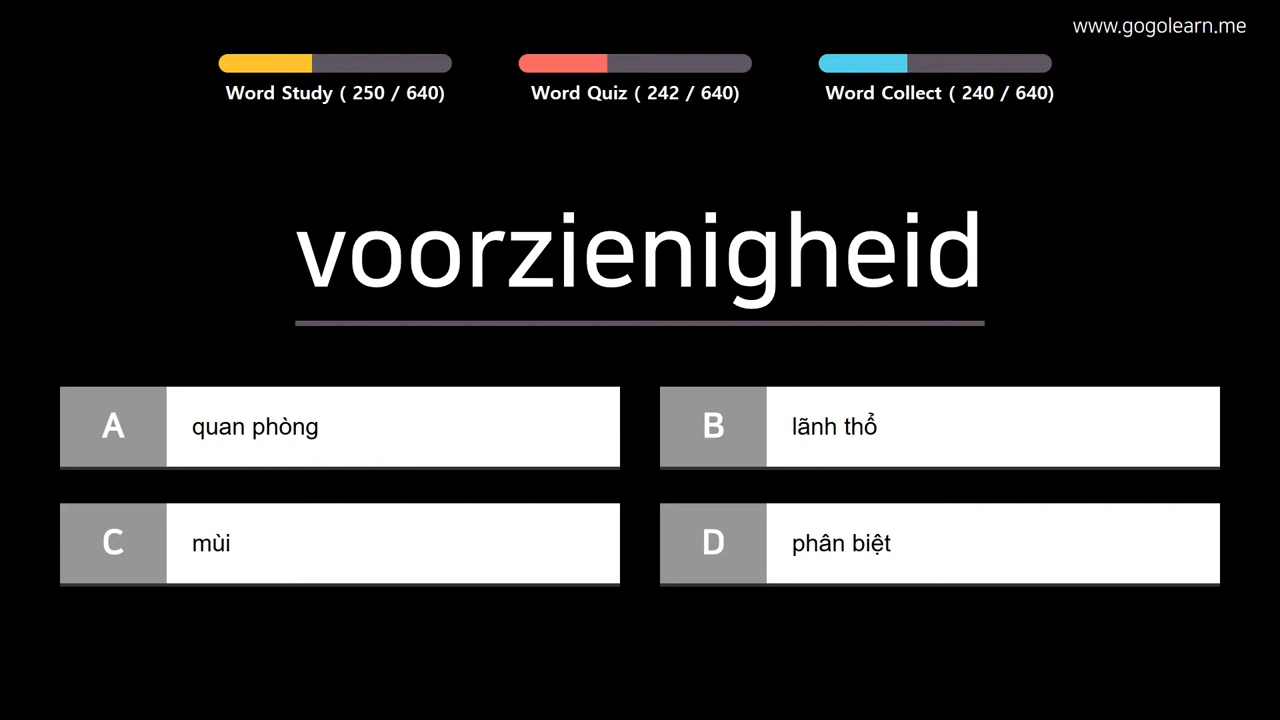 www.gogolearn.me
Word Study ( 250 / 640)
Word Quiz ( 242 / 640)
Word Collect ( 240 / 640)
voorzienigheid
A quan phòng
B lãnh thổ
C mùi
D phân biệt